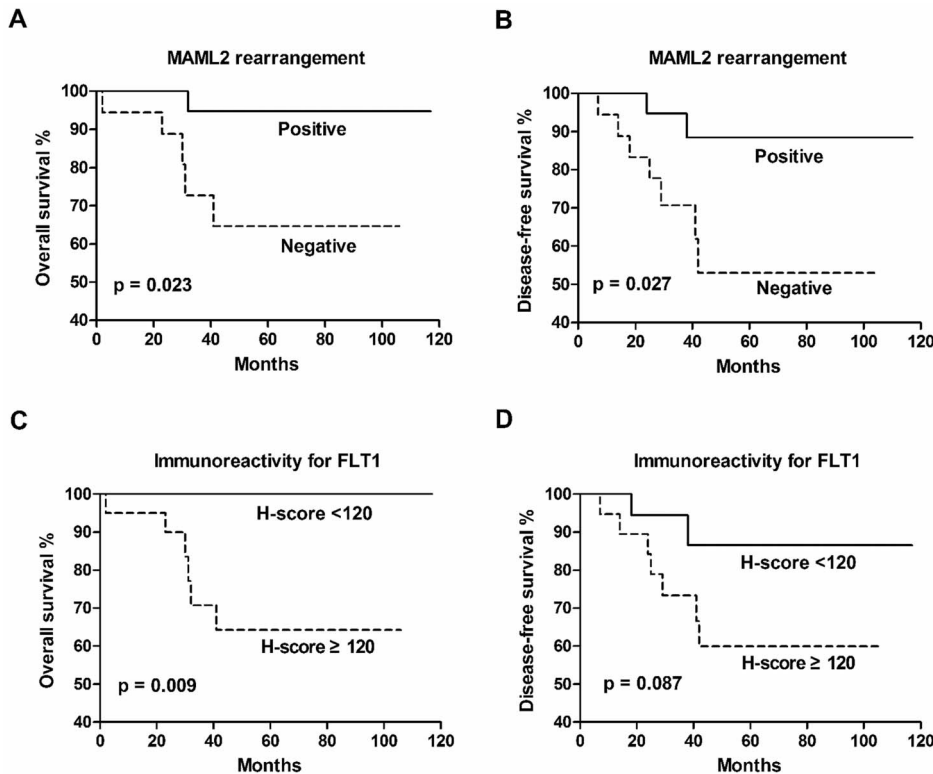 A
MAML2 rearrangement
Overall survival %
100
90
80
70
60
50
40
Positive
Negative
p = 0.023
0 20 40 60 80 100 120
Months
B
MAML2 rearrangement
Disease-free survival %
100
90
80
70
60
50
40
Positive
Negative
p = 0.027
0 20 40 60 80 100 120
Months
C
Immunoreactivity for FLT1
Overall survival %
100
90
80
70
60
50
40
H-score <120
H-score ≥ 120
p = 0.009
0 20 40 60 80 100 120
Months
D
Immunoreactivity for FLT1
Disease-free survival %
100
90
80
70
60
50
40
H-score <120
H-score ≥ 120
p = 0.087
0 20 40 60 80 100 120
Months